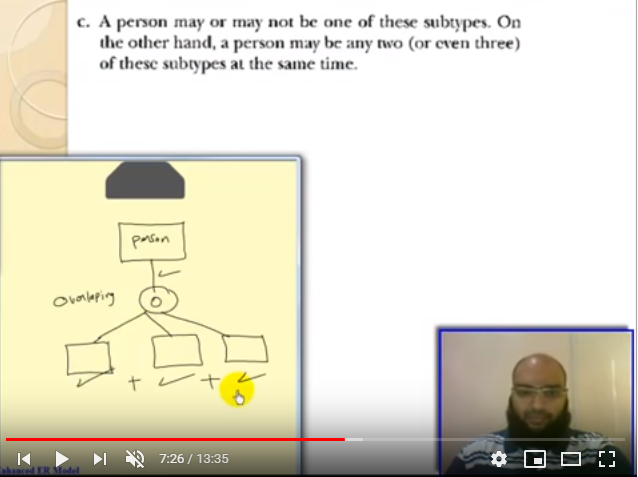 c. A person may or may not be one of these subtypes. On
the other hand, a person may be any two (or even three)
of these subtypes at the same time.
person
Overlaping
O
+ +
7:26 / 13:35
Enhanced ER Model